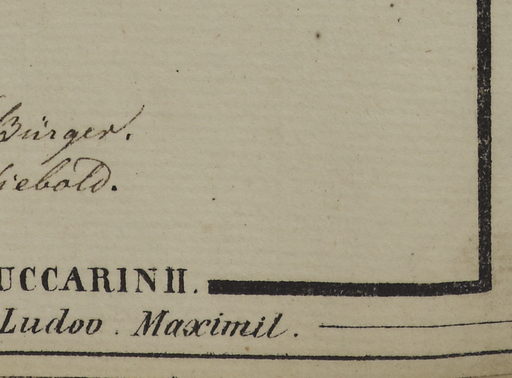 Bürger.
iebold.
UCCARINII.
Ludov. Maximil.